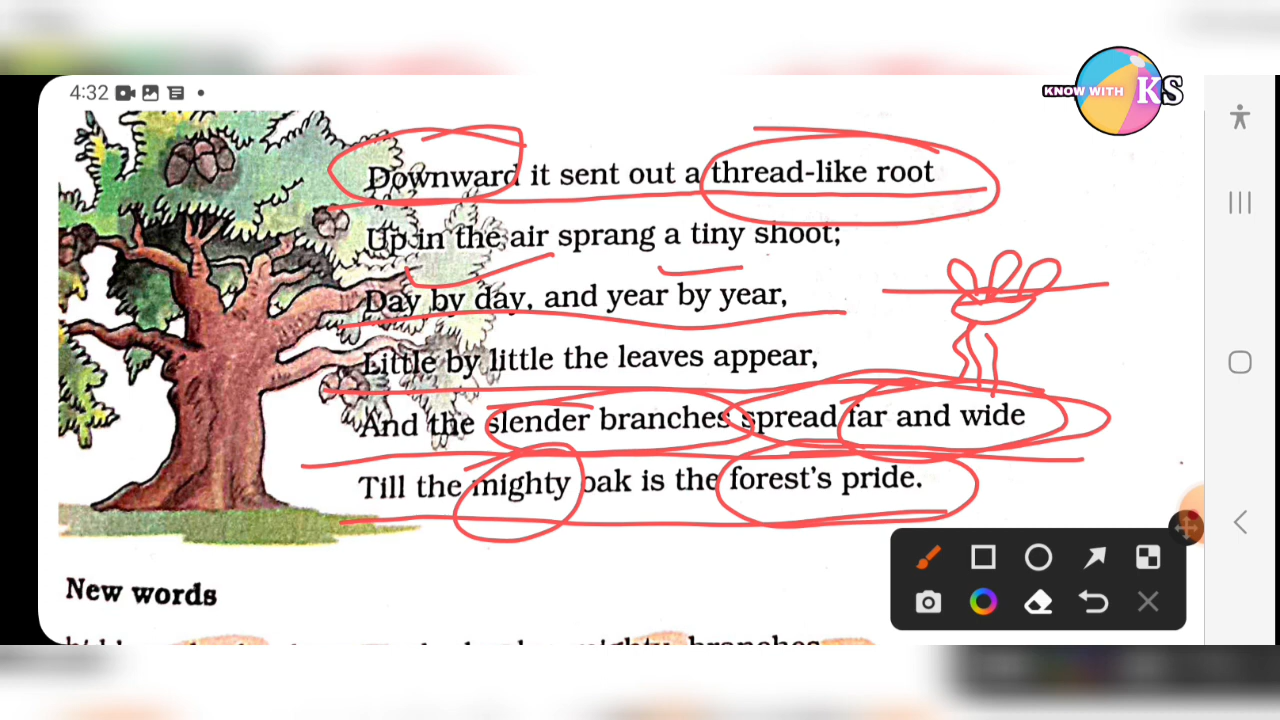 4:32
KNOW WITH KS
Downward it sent out a thread-like root
Up in the air sprang a tiny shoot;
Day by day, and year by year,
Little by little the leaves appear,
And the slender branches spread far and wide
Till the mighty oak is the forest's pride.
New words
mighty branches